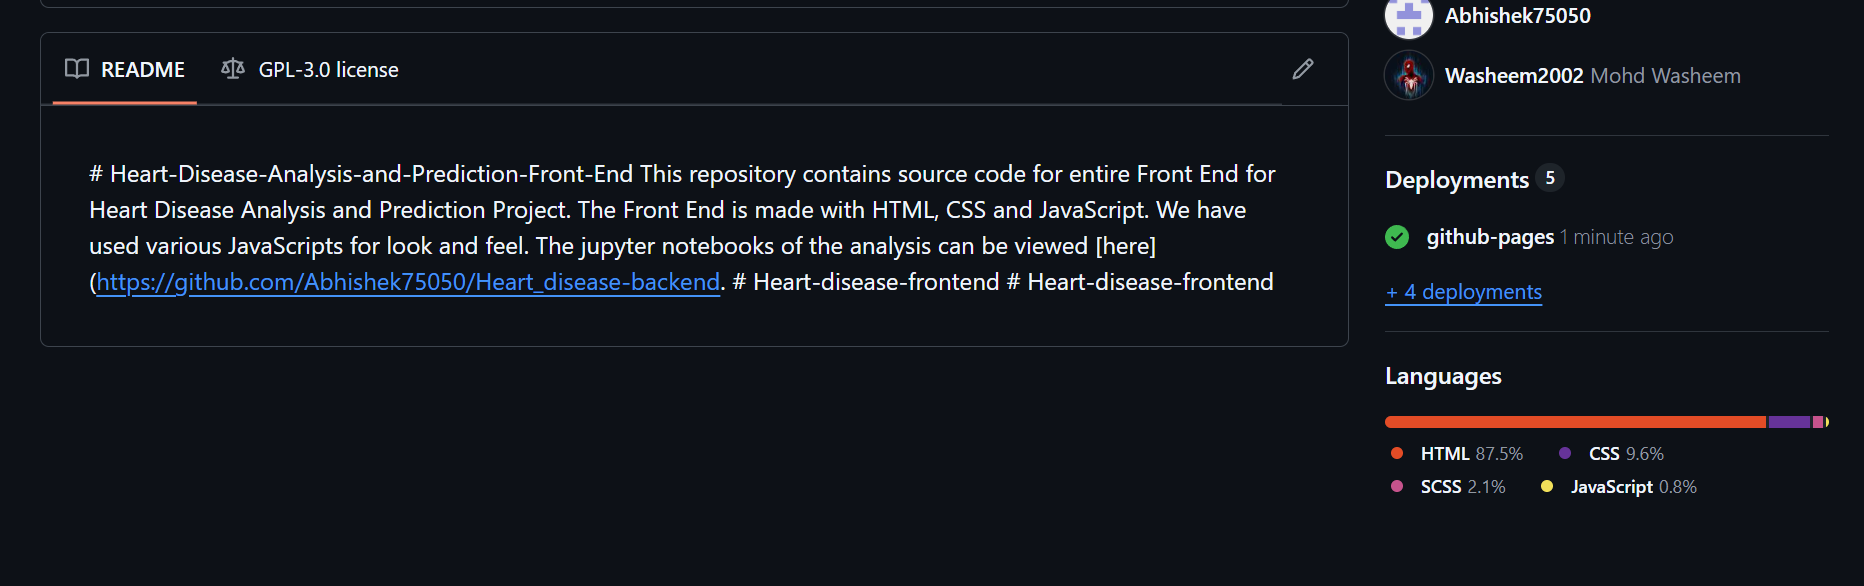 README
GPL-3.0 license
# Heart-Disease-Analysis-and-Prediction-Front-End This repository contains source code for entire Front End for
Heart Disease Analysis and Prediction Project. The Front End is made with HTML, CSS and JavaScript. We have
used various JavaScripts for look and feel. The jupyter notebooks of the analysis can be viewed [here]
(https://github.com/Abhishek75050/Heart_disease-backend. # Heart-disease-frontend # Heart-disease-frontend
Abhishek75050
Washeem2002 Mohd Washeem
Deployments 5
github-pages 1 minute ago
+ 4 deployments
Languages
HTML 87.5% CSS 9.6%
SCSS 2.1% JavaScript 0.8%